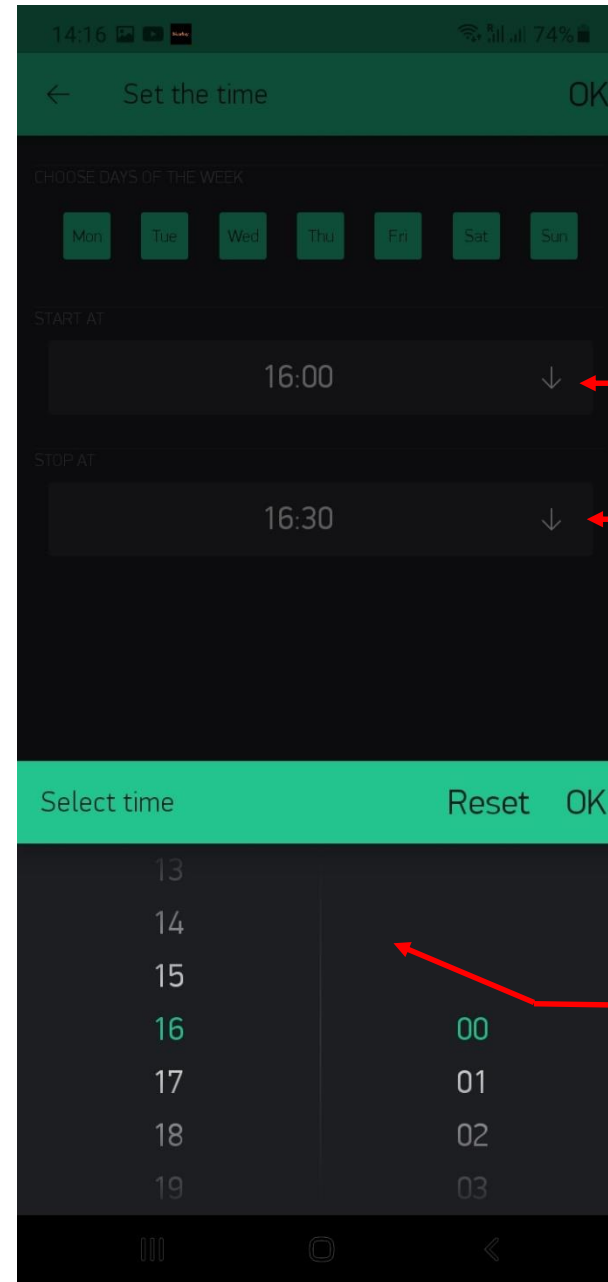 14:16 74%
Set the time OK
CHOOSE DAYS OF THE WEEK
Mon Tue Wed Thu Fri Sat Sun
START AT
16:00
STOP AT
16:30
Select time Reset OK
13
14
15
16 00
17 01
18 02
19 03